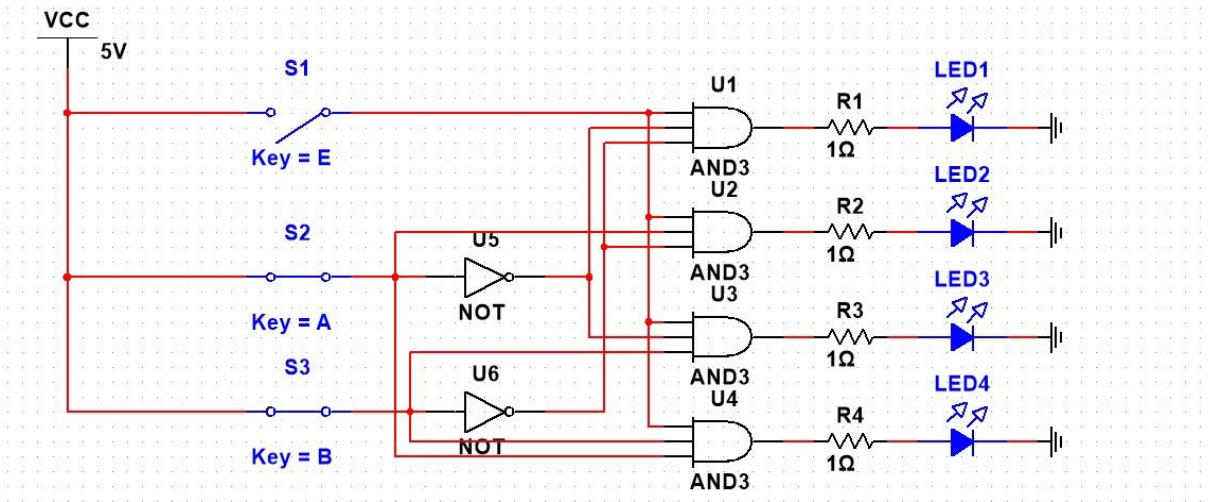 VCC
5V
S1
Key = E
S2
Key = A
S3
Key = B
U5
NOT
U6
NOT
U1
AND3
U2
AND3
U3
AND3
U4
AND3
R1
1Ω
R2
1Ω
R3
1Ω
R4
1Ω
LED1
LED2
LED3
LED4